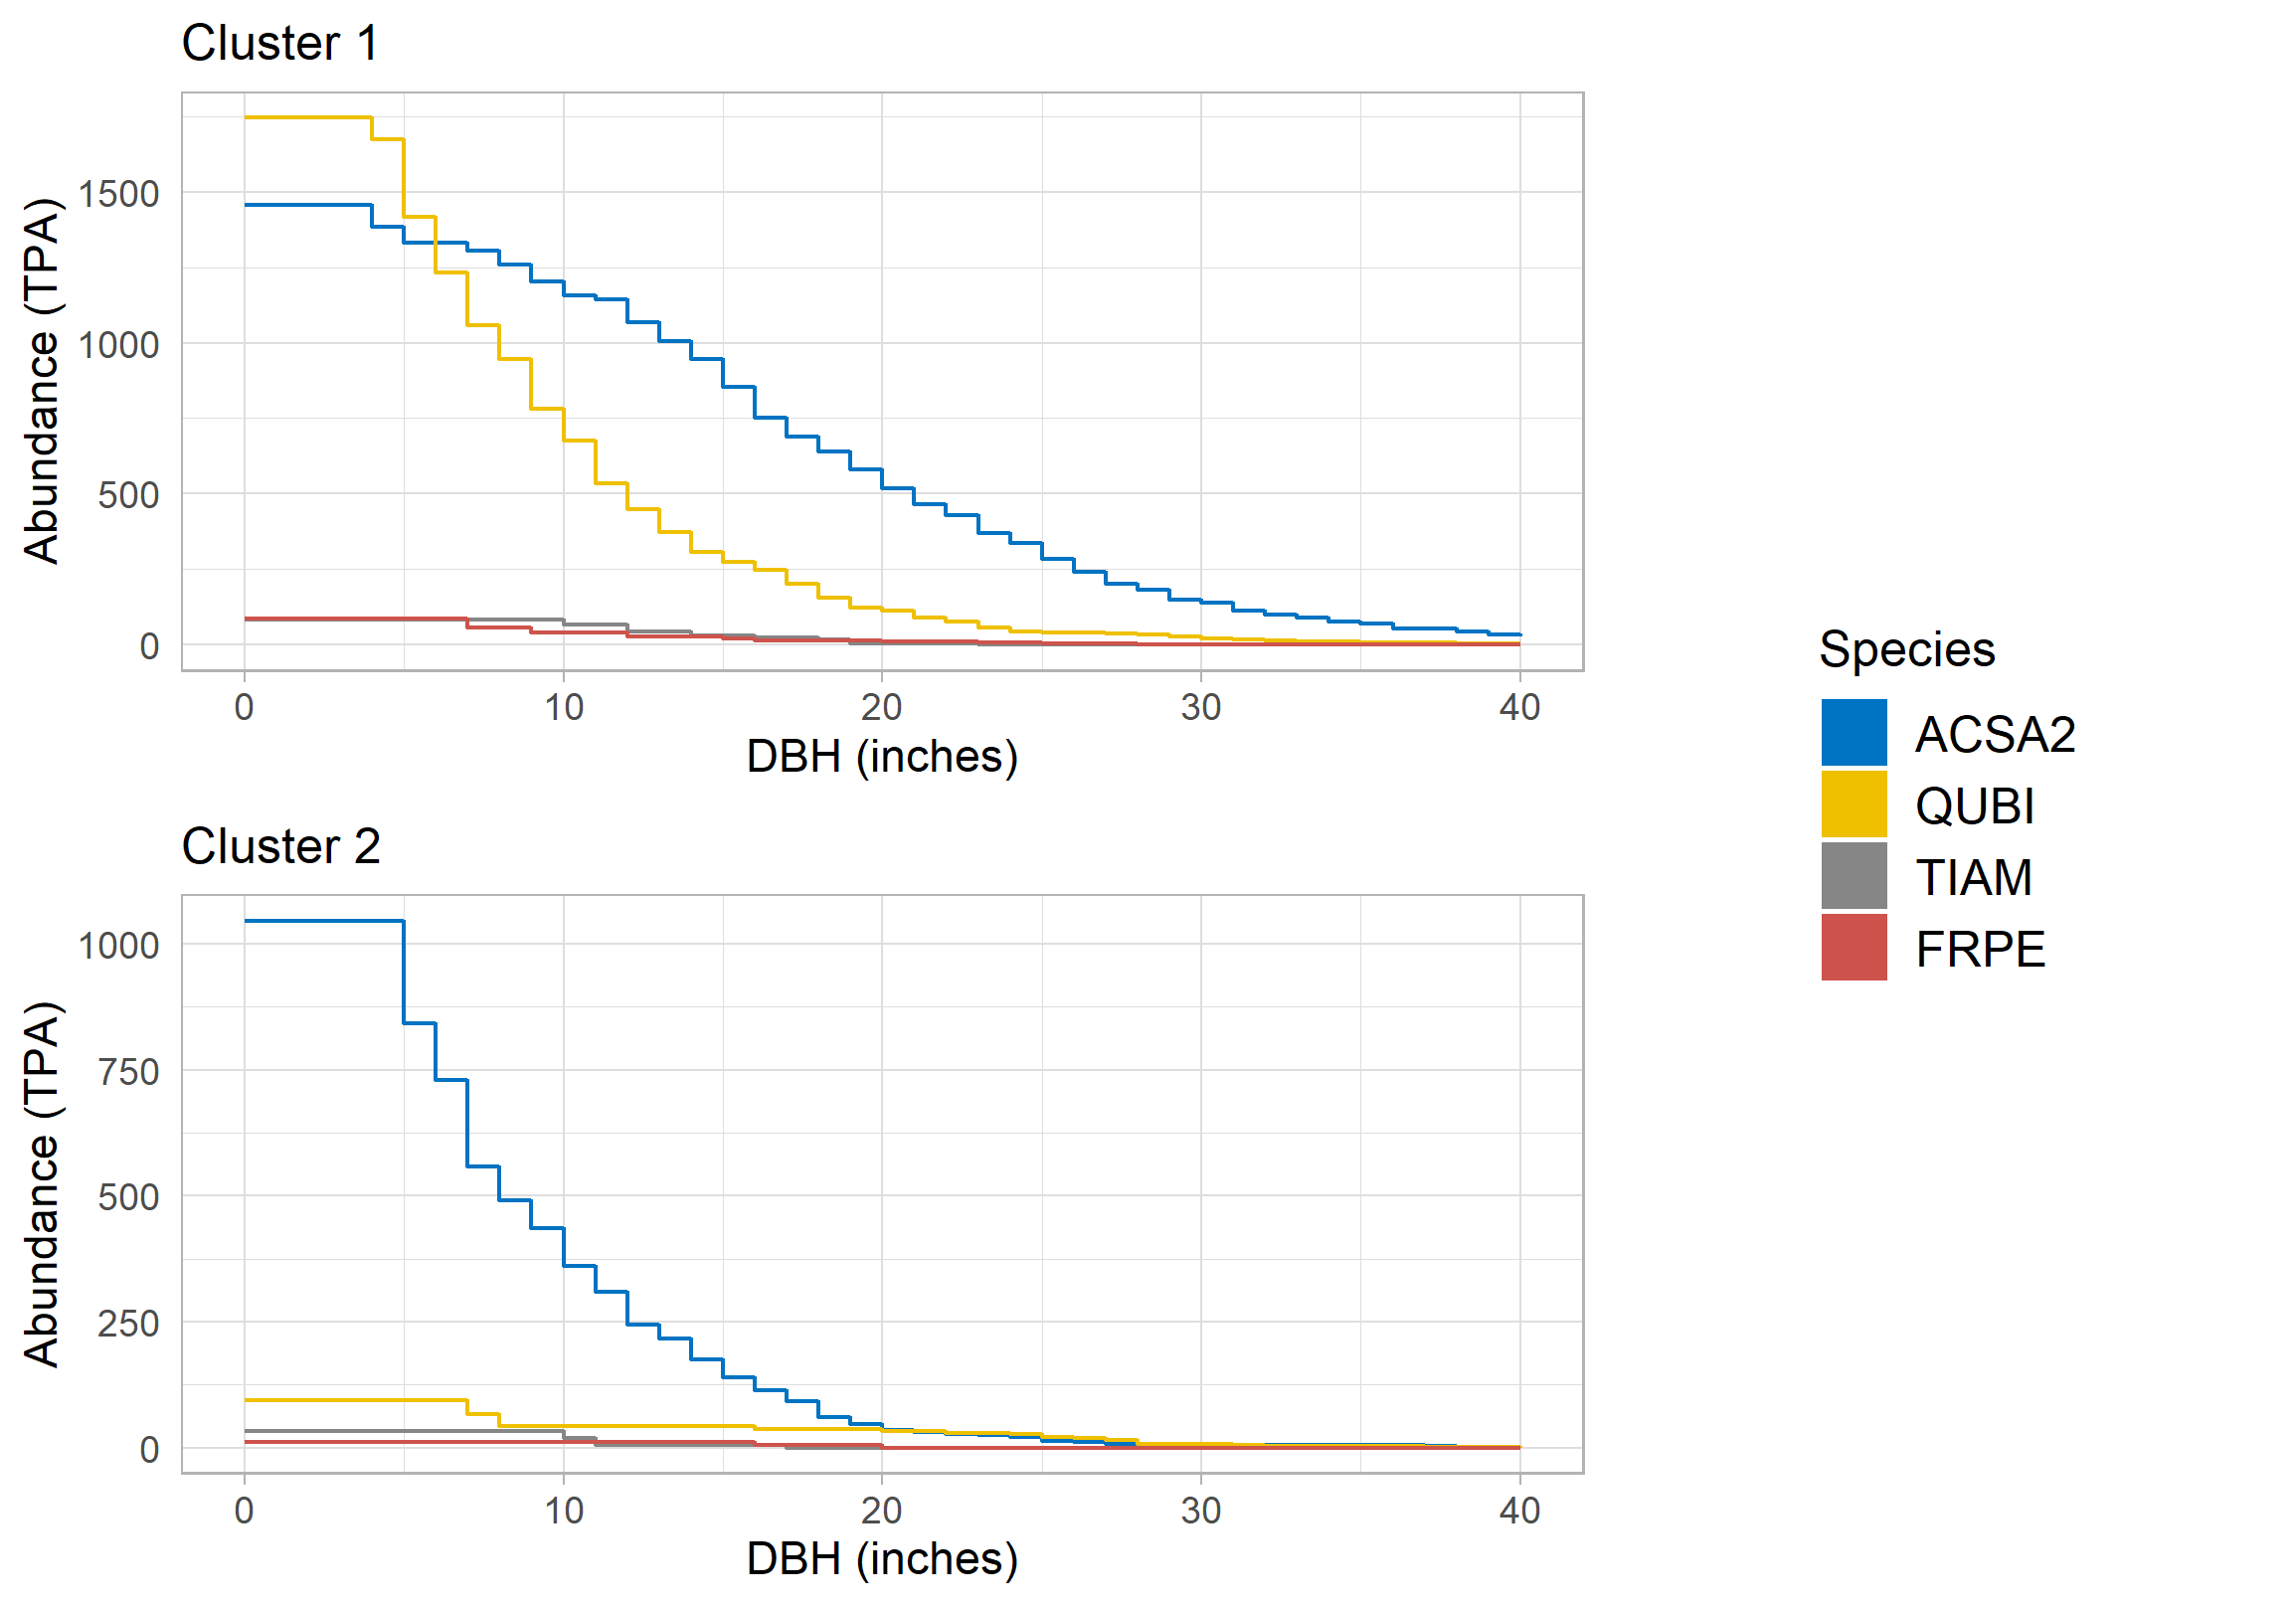 Cluster 1
Abundance (TPA)
1500
1000
500
0
0 10 20 30 40
DBH (inches)
Cluster 2
Abundance (TPA)
1000
750
500
250
0
0 10 20 30 40
DBH (inches)
Species
ACSA2
QUBI
TIAM
FRPE